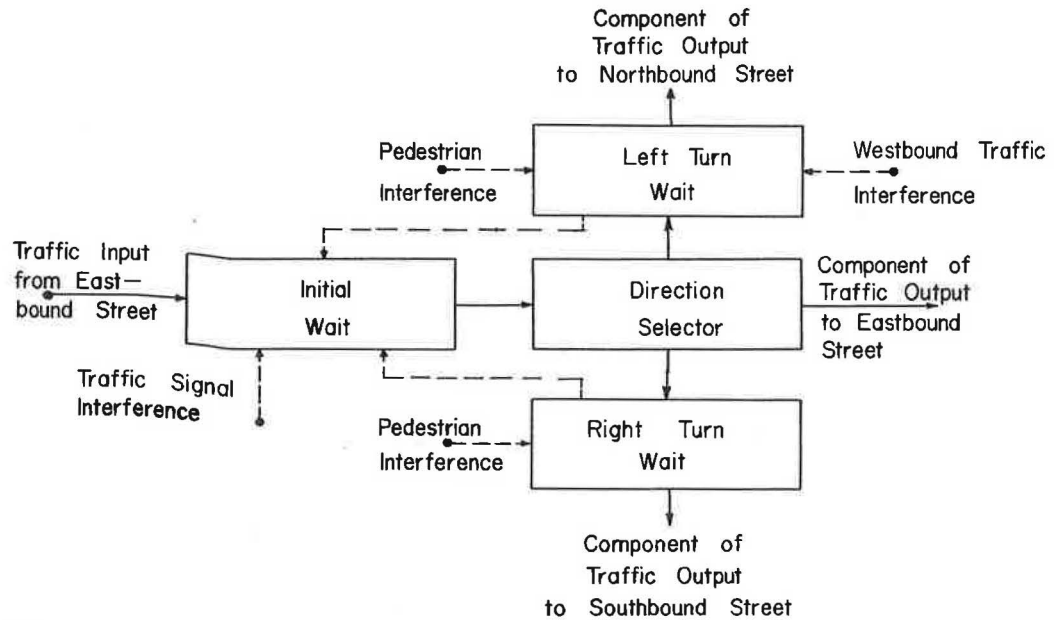 Component of
Traffic Output
to Northbound Street
Pedestrian
Interference
Left Turn
Wait
Westbound Traffic
Interference
Traffic Input
from East-
bound Street
Initial
Wait
Direction
Selector
Component of
Traffic Output
to Eastbound
Street
Traffic Signal
Interference
Pedestrian
Interference
Right Turn
Wait
Component of
Traffic Output
to Southbound Street